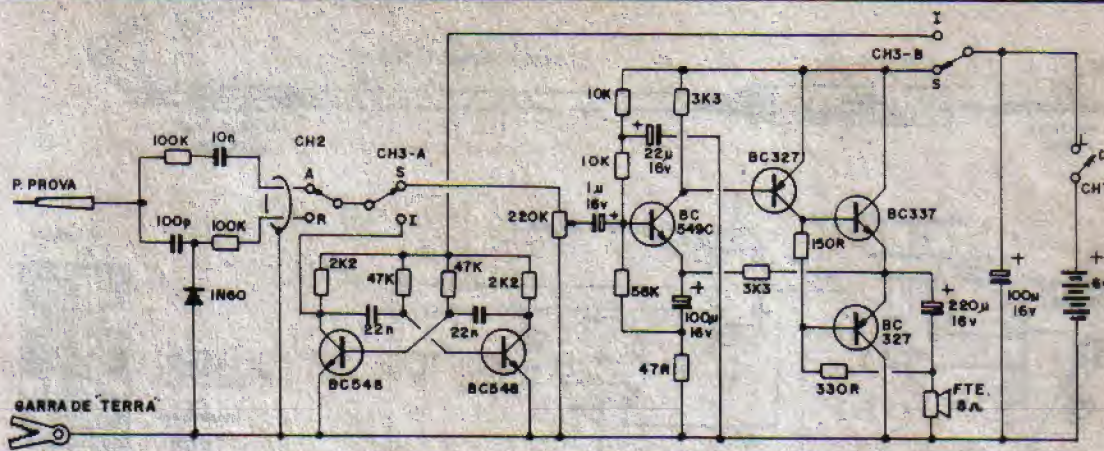 I
CH3-B
S
10K
3K3
+
22µ
16v
100K
10n
CH2
A
CH3-A
S
R
I
P. PROVA
100p
100K
1N60
2K2
47K
47K
2K2
22n
22n
BC548
BC548
220K
1µ
16v
+
10K
56K
BC
549C
+
100µ
16v
47R
3K3
BC327
150R
BC337
BC
327
330R
+
220µ
16v
FTE
8Ω
+
100µ
16v
+
+
GARRA DE "TERRA"